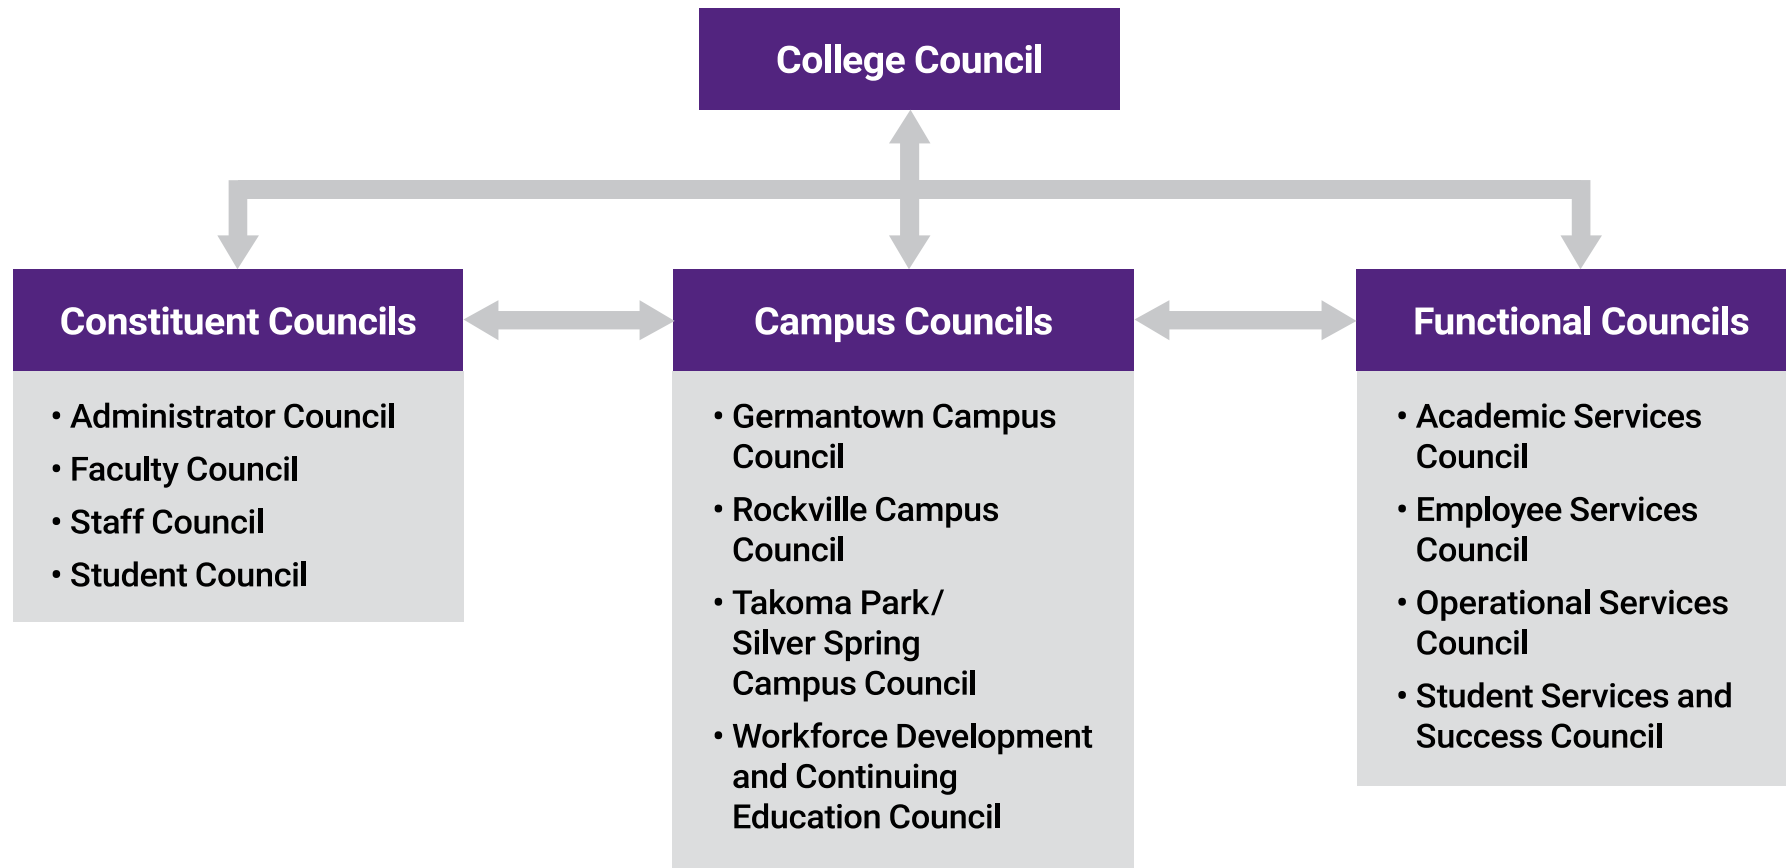 College Council
Constituent Councils
• Administrator Council
• Faculty Council
• Staff Council
• Student Council
Campus Councils
• Germantown Campus
Council
• Rockville Campus
Council
• Takoma Park/
Silver Spring
Campus Council
• Workforce Development
and Continuing
Education Council
Functional Councils
• Academic Services
Council
• Employee Services
Council
• Operational Services
Council
• Student Services and
Success Council